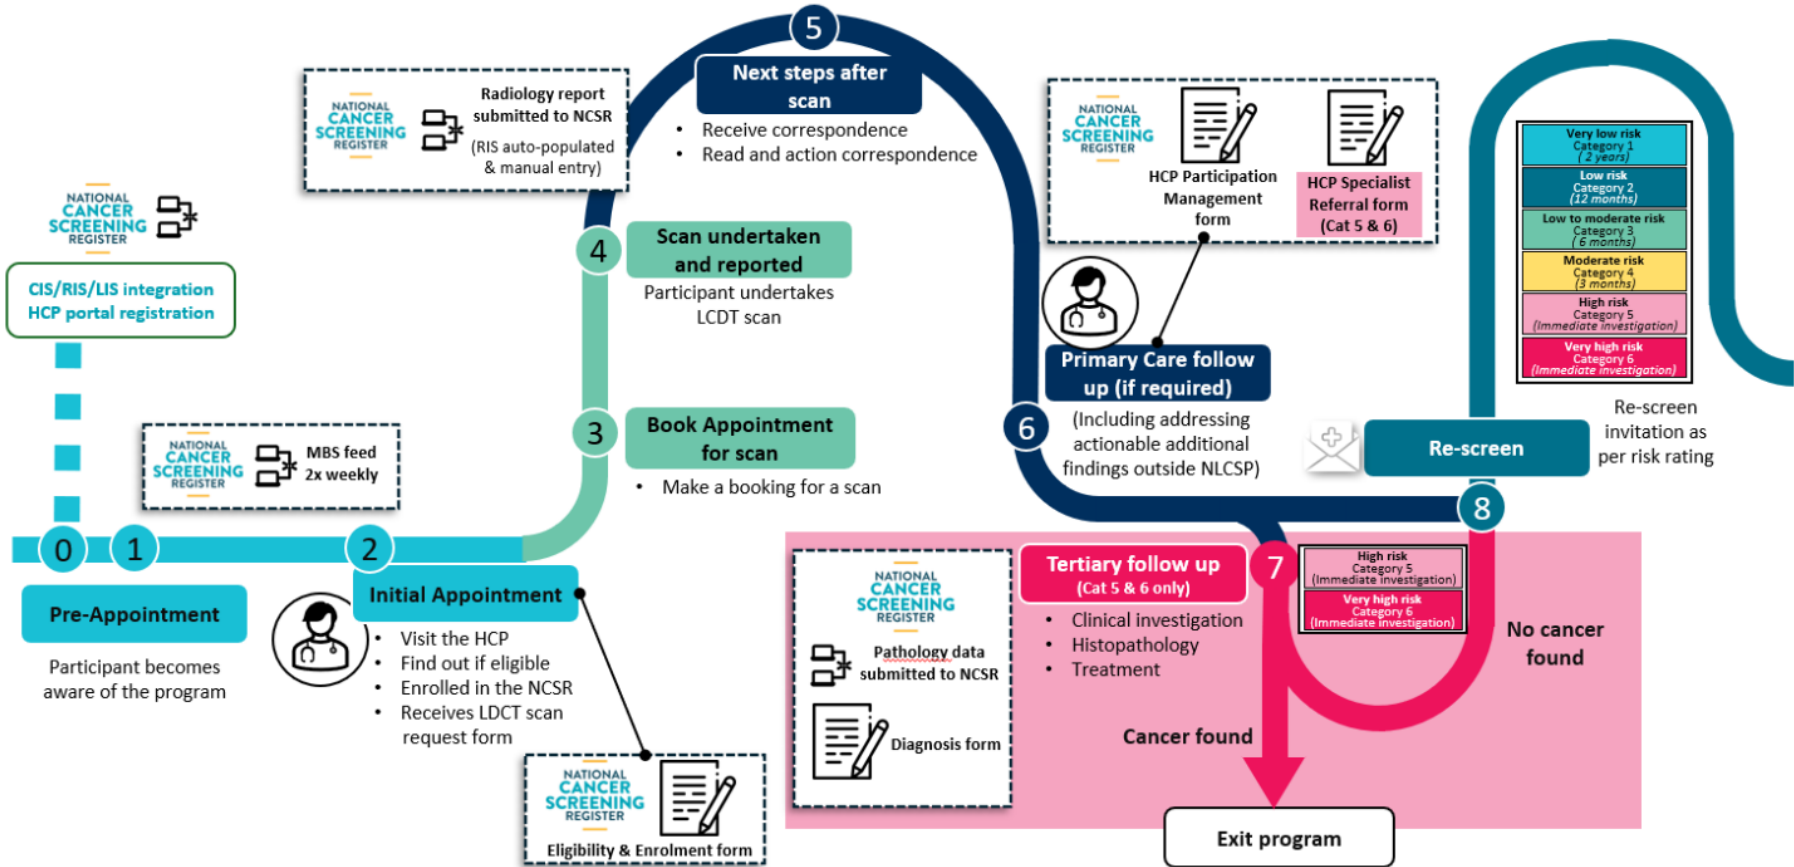 NATIONAL
CANCER
SCREENING
REGISTER
CIS/RIS/LIS integration
HCP portal registration
0
1
Pre-Appointment
Participant becomes
aware of the program
NATIONAL
CANCER
SCREENING
REGISTER
MBS feed
2x weekly
2
Initial Appointment
• Visit the HCP
• Find out if eligible
• Enrolled in the NCSR
• Receives LDCT scan
request form
NATIONAL
CANCER
SCREENING
REGISTER
Eligibility & Enrolment form
3
Book Appointment
for scan
• Make a booking for a scan
4
Scan undertaken
and reported
Participant undertakes
LCDT scan
NATIONAL
CANCER
SCREENING
REGISTER
Radiology report
submitted to NCSR
(RIS auto-populated
& manual entry)
5
Next steps after
scan
• Receive correspondence
• Read and action correspondence
6
NATIONAL
CANCER
SCREENING
REGISTER
HCP Participation
Management
form
HCP Specialist
Referral form
(Cat 5 & 6)
Primary Care follow
up (if required)
(Including addressing
actionable additional
findings outside NLCSP)
7
Tertiary follow up
(Cat 5 & 6 only)
• Clinical investigation
• Histopathology
• Treatment
NATIONAL
CANCER
SCREENING
REGISTER
Pathology data
submitted to NCSR
Diagnosis form
High risk
Category 5
(Immediate investigation)
Very high risk
Category 6
(Immediate investigation)
No cancer
found
Cancer found
Exit program
8
Re-screen
Re-screen
invitation as
per risk rating
Very low risk
Category 1
( 2 years)
Low risk
Category 2
(12 months)
Low to moderate risk
Category 3
( 6 months)
Moderate risk
Category 4
(3 months)
High risk
Category 5
(Immediate investigation)
Very high risk
Category 6
(Immediate investigation)